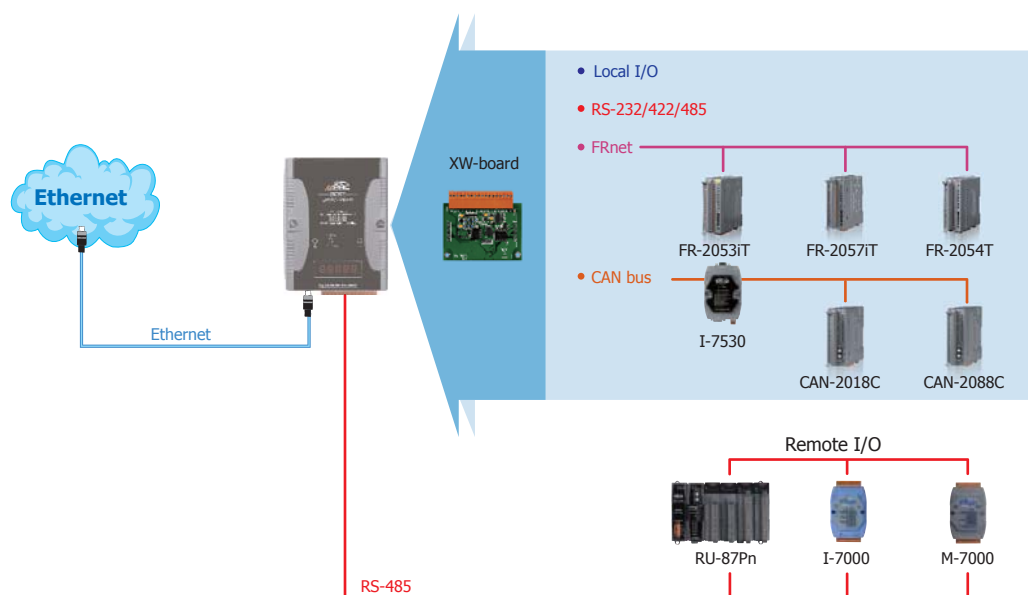 Local I/O
RS-232/422/485
FRnet
XW-board
Ethernet
FR-2053iT
FR-2057iT
FR-2054T
CAN bus
Ethernet
I-7530
CAN-2018C
CAN-2088C
Remote I/O
RU-87Pn
I-7000
M-7000
RS-485